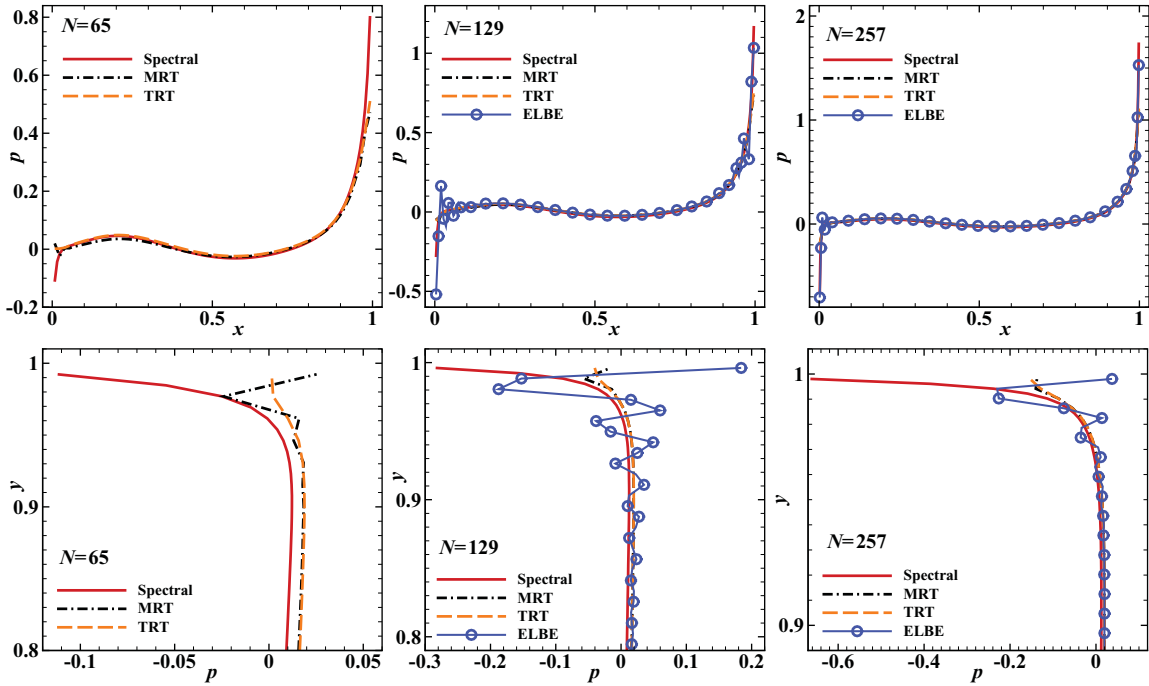 0.8
0.6
0.4
0.2
0
-0.2
p
N=65
Spectral
MRT
TRT
0
0.5
1
x
1
0.5
0
-0.5
p
N=129
Spectral
MRT
TRT
ELBE
0
0.5
1
x
2
1
0
p
N=257
Spectral
MRT
TRT
ELBE
0
0.5
1
x
1
0.9
0.8
y
N=65
Spectral
MRT
TRT
-0.1
-0.05
0
0.05
p
1
0.9
0.8
y
N=129
Spectral
MRT
TRT
ELBE
-0.3
-0.2
-0.1
0
0.1
0.2
p
1
0.9
y
N=257
Spectral
MRT
TRT
ELBE
-0.6
-0.4
-0.2
0
p